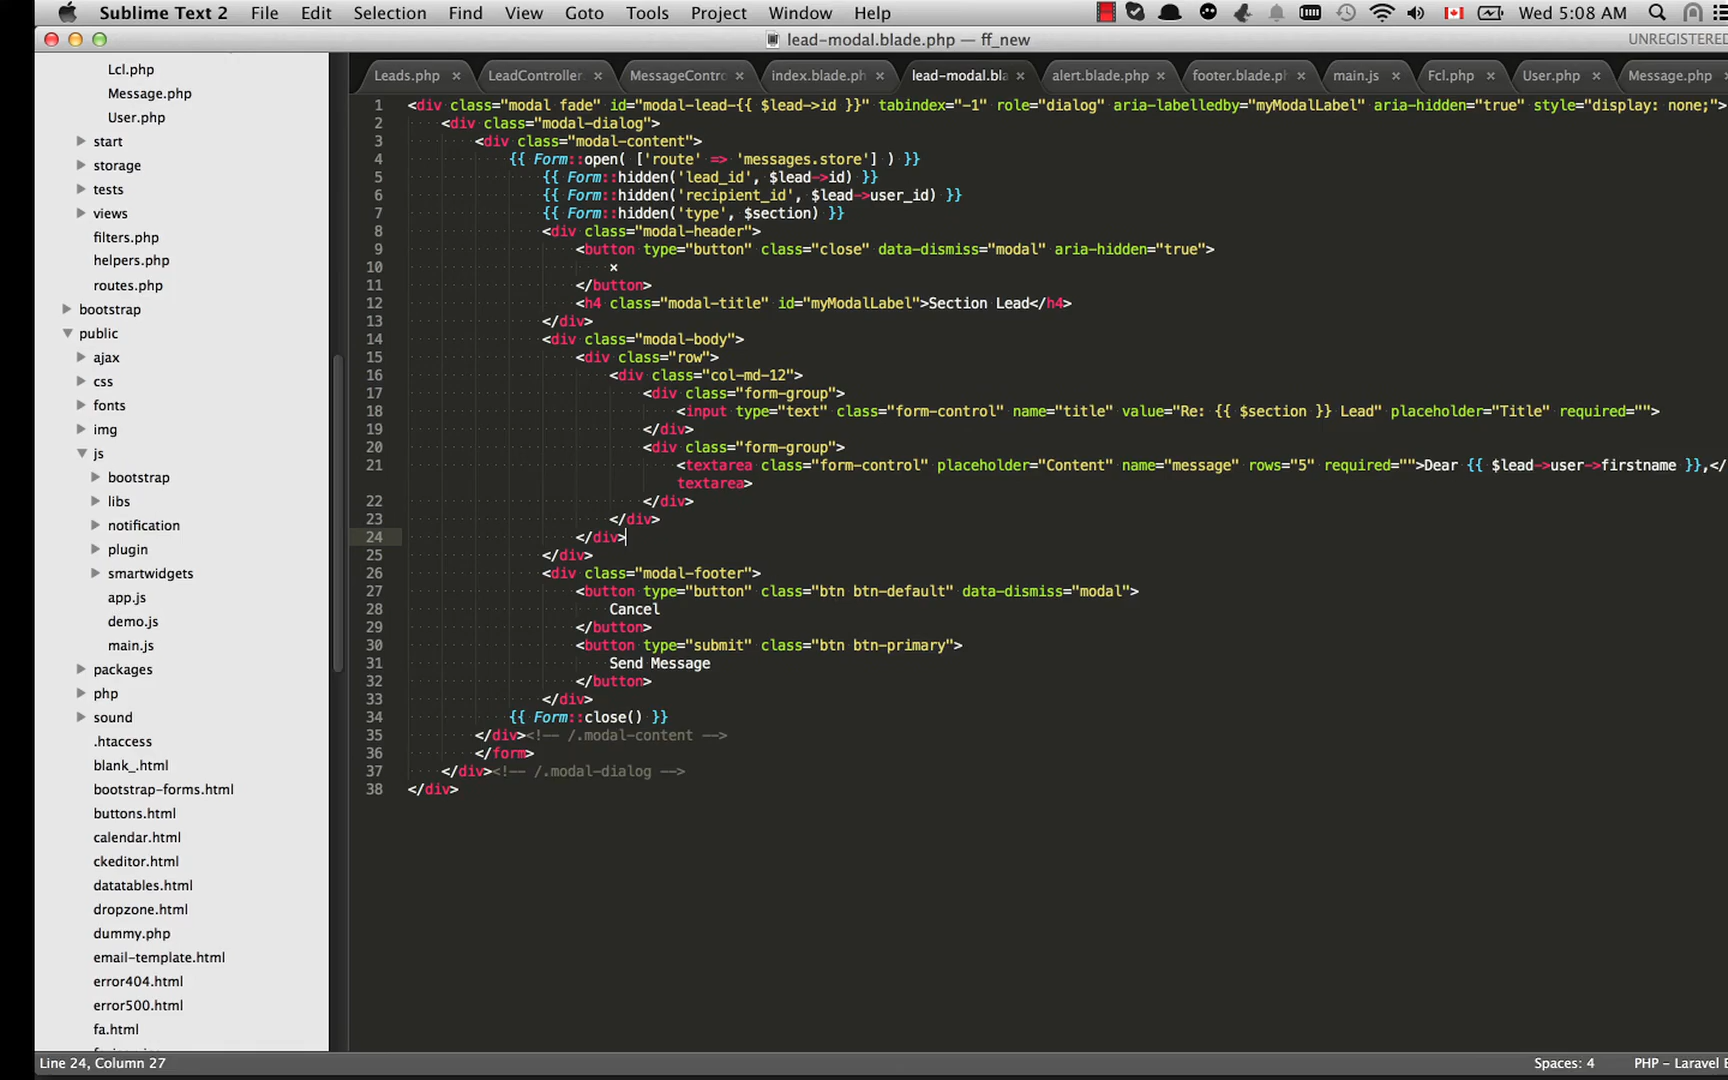 Sublime Text 2 File Edit Selection Find View Goto Tools Project Window Help Wed 5:08 AM
lead-modal.blade.php — ff_new UNREGISTERED
Leads.php × LeadController × MessageContro × index.blade.ph × lead-modal.bla × alert.blade.php × footer.blade.ph × main.js × Fcl.php × User.php × Message.php
Lcl.php
Message.php
User.php
start
storage
tests
views
filters.php
helpers.php
routes.php
bootstrap
public
ajax
css
fonts
img
js
bootstrap
libs
notification
plugin
smartwidgets
app.js
demo.js
main.js
packages
php
sound
.htaccess
blank_.html
bootstrap-forms.html
buttons.html
calendar.html
ckeditor.html
datatables.html
dropzone.html
dummy.php
email-template.html
error404.html
error500.html
fa.html
1 <div class="modal fade" id="modal-lead-{{ $lead->id }}" tabindex="-1" role="dialog" aria-labelledby="myModalLabel" aria-hidden="true" style="display: none;">
2 <div class="modal-dialog">
3 <div class="modal-content">
4 {{ Form::open( ['route' => 'messages.store'] ) }}
5 {{ Form::hidden('lead_id', $lead->id) }}
6 {{ Form::hidden('recipient_id', $lead->user_id) }}
7 {{ Form::hidden('type', $section) }}
8 <div class="modal-header">
9 <button type="button" class="close" data-dismiss="modal" aria-hidden="true">
10 ×
11 </button>
12 <h4 class="modal-title" id="myModalLabel">Section Lead</h4>
13 </div>
14 <div class="modal-body">
15 <div class="row">
16 <div class="col-md-12">
17 <div class="form-group">
18 <input type="text" class="form-control" name="title" value="Re: {{ $section }} Lead" placeholder="Title" required="">
19 </div>
20 <div class="form-group">
21 <textarea class="form-control" placeholder="Content" name="message" rows="5" required="">Dear {{ $lead->user->firstname }},</
textarea>
22 </div>
23 </div>
24 </div>
25 </div>
26 <div class="modal-footer">
27 <button type="button" class="btn btn-default" data-dismiss="modal">
28 Cancel
29 </button>
30 <button type="submit" class="btn btn-primary">
31 Send Message
32 </button>
33 </div>
34 {{ Form::close() }}
35 </div><!-- /.modal-content -->
36 </form>
37 </div><!-- /.modal-dialog -->
38 </div>
Line 24, Column 27 Spaces: 4 PHP - Laravel